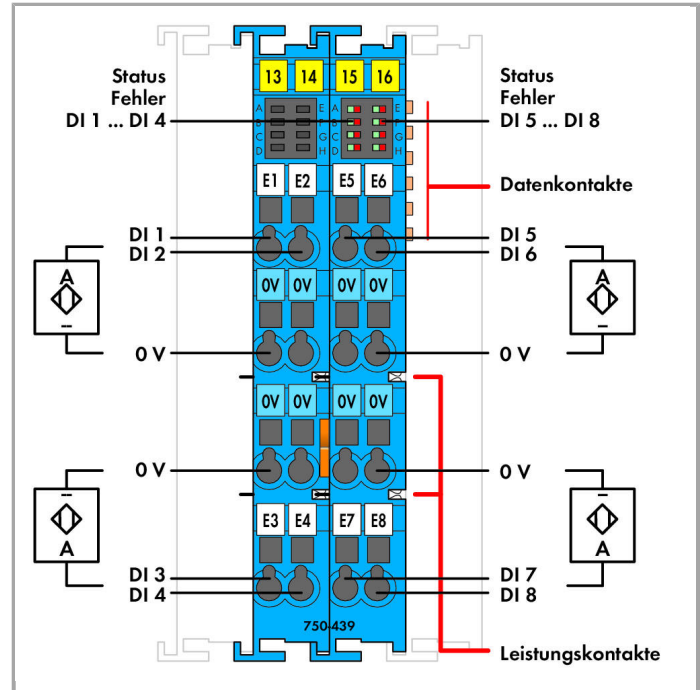 13 14 15 16
Status
Fehler
DI 1 ... DI 4
Status
Fehler
DI 5 ... DI 8
A E A E
B F B F
C G C G
D H D H
E1 E2 E5 E6
Datenkontakte
DI 1
DI 2
DI 5
DI 6
0V 0V 0V 0V
A
--
A
–
0 V
0 V
0V 0V 0V 0V
0 V
0 V
--
A
–
A
E3 E4 E7 E8
DI 3
DI 4
DI 7
DI 8
750-439
Leistungskontakte